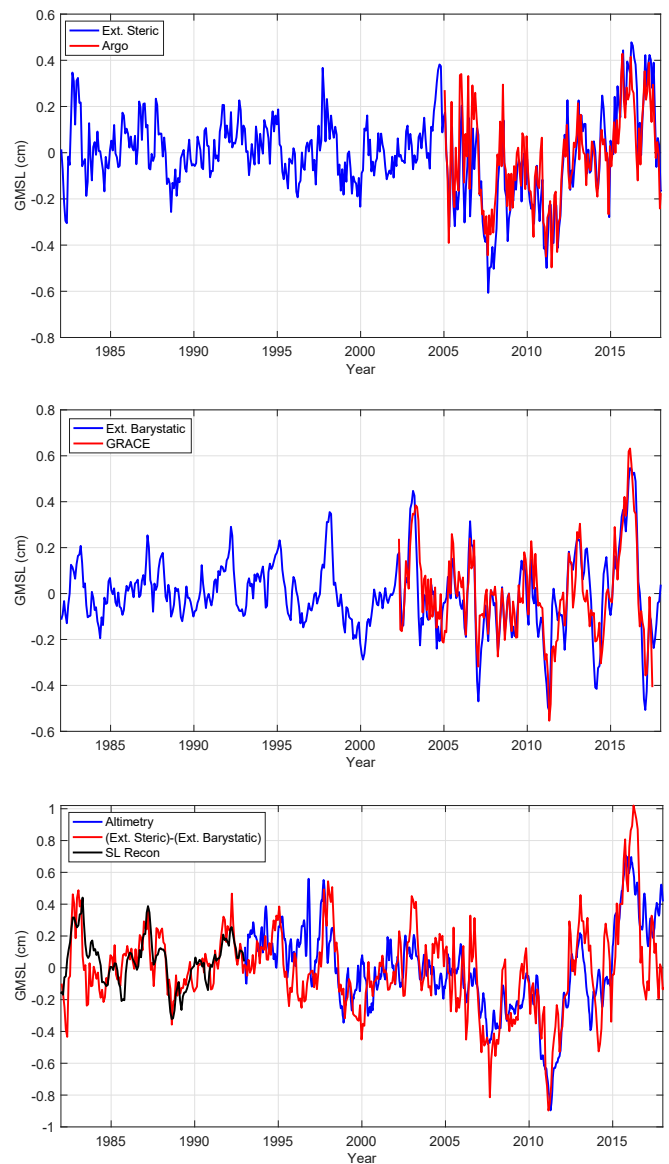 0.6
0.4
0.2
0
-0.2
-0.4
-0.6
-0.8
GMSL (cm)
Ext. Steric
Argo
1985 1990 1995 2000 2005 2010 2015
Year
0.8
0.6
0.4
0.2
0
-0.2
-0.4
-0.6
GMSL (cm)
Ext. Barystatic
GRACE
1985 1990 1995 2000 2005 2010 2015
Year
1
0.8
0.6
0.4
0.2
0
-0.2
-0.4
-0.6
-0.8
-1
GMSL (cm)
Altimetry
(Ext. Steric)-(Ext. Barystatic)
SL Recon
1985 1990 1995 2000 2005 2010 2015
Year